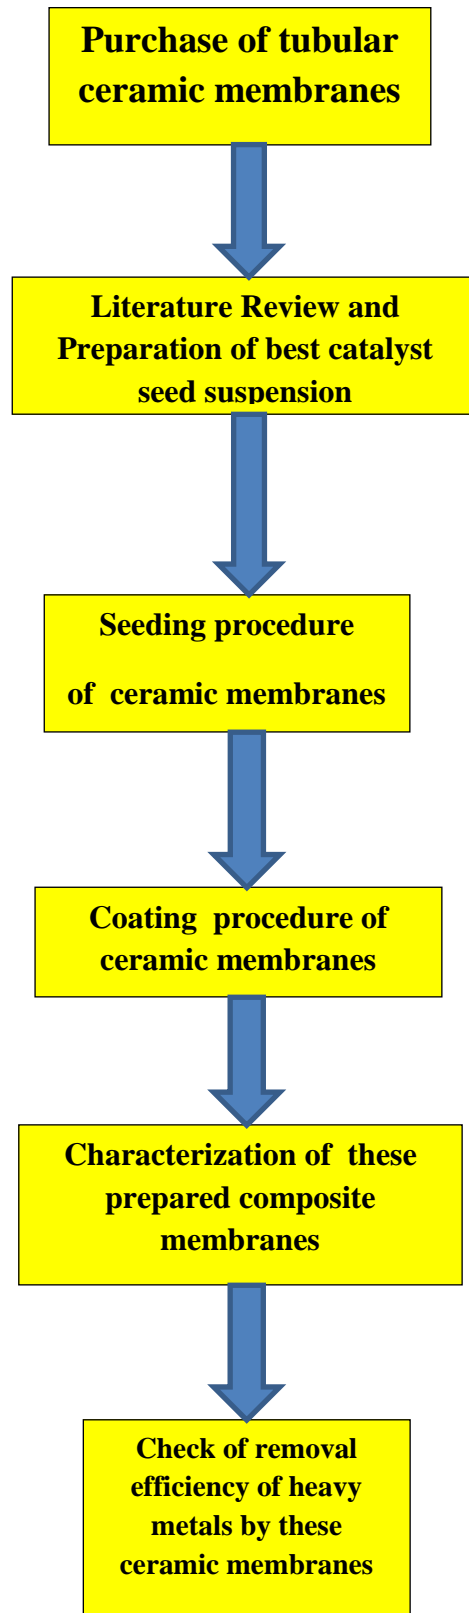 Purchase of tubular
ceramic membranes
Literature Review and
Preparation of best catalyst
seed suspension
Seeding procedure
of ceramic membranes
Coating procedure of
ceramic membranes
Characterization of these
prepared composite
membranes
Check of removal
efficiency of heavy
metals by these
ceramic membranes